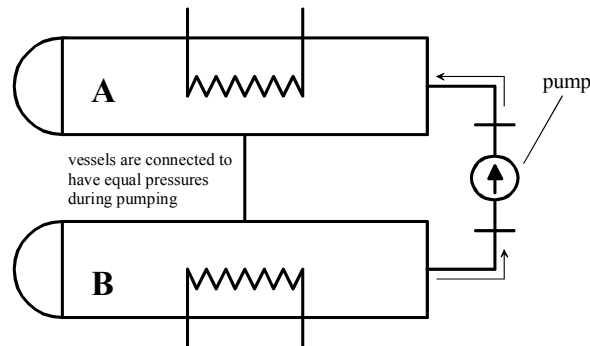 A
pump
vessels are connected to
have equal pressures
during pumping
B